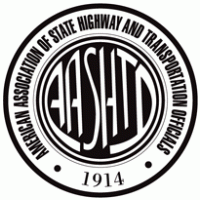 AMERICAN ASSOCIATION OF STATE HIGHWAY AND TRANSPORTATION OFFICIALS
AASHTO
· 1914 ·